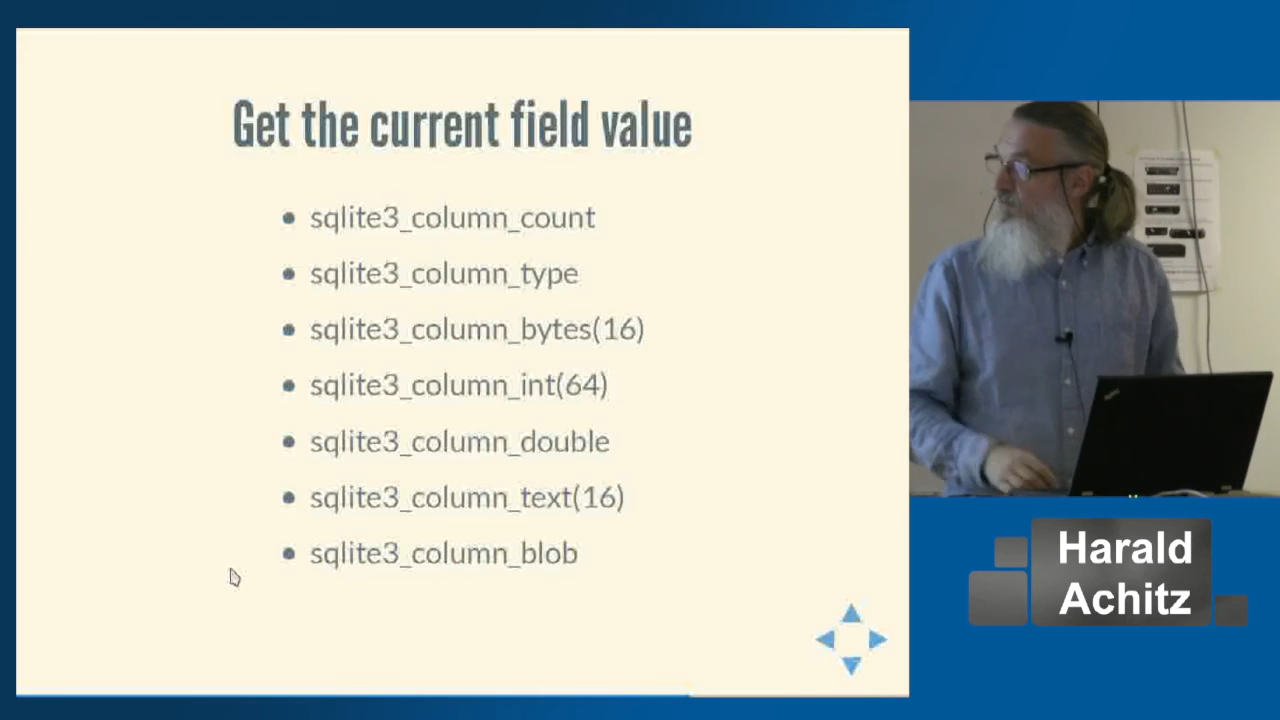 Get the current field value
sqlite3_column_count
sqlite3_column_type
sqlite3_column_bytes(16)
sqlite3_column_int(64)
sqlite3_column_double
sqlite3_column_text(16)
sqlite3_column_blob
Harald
Achitz